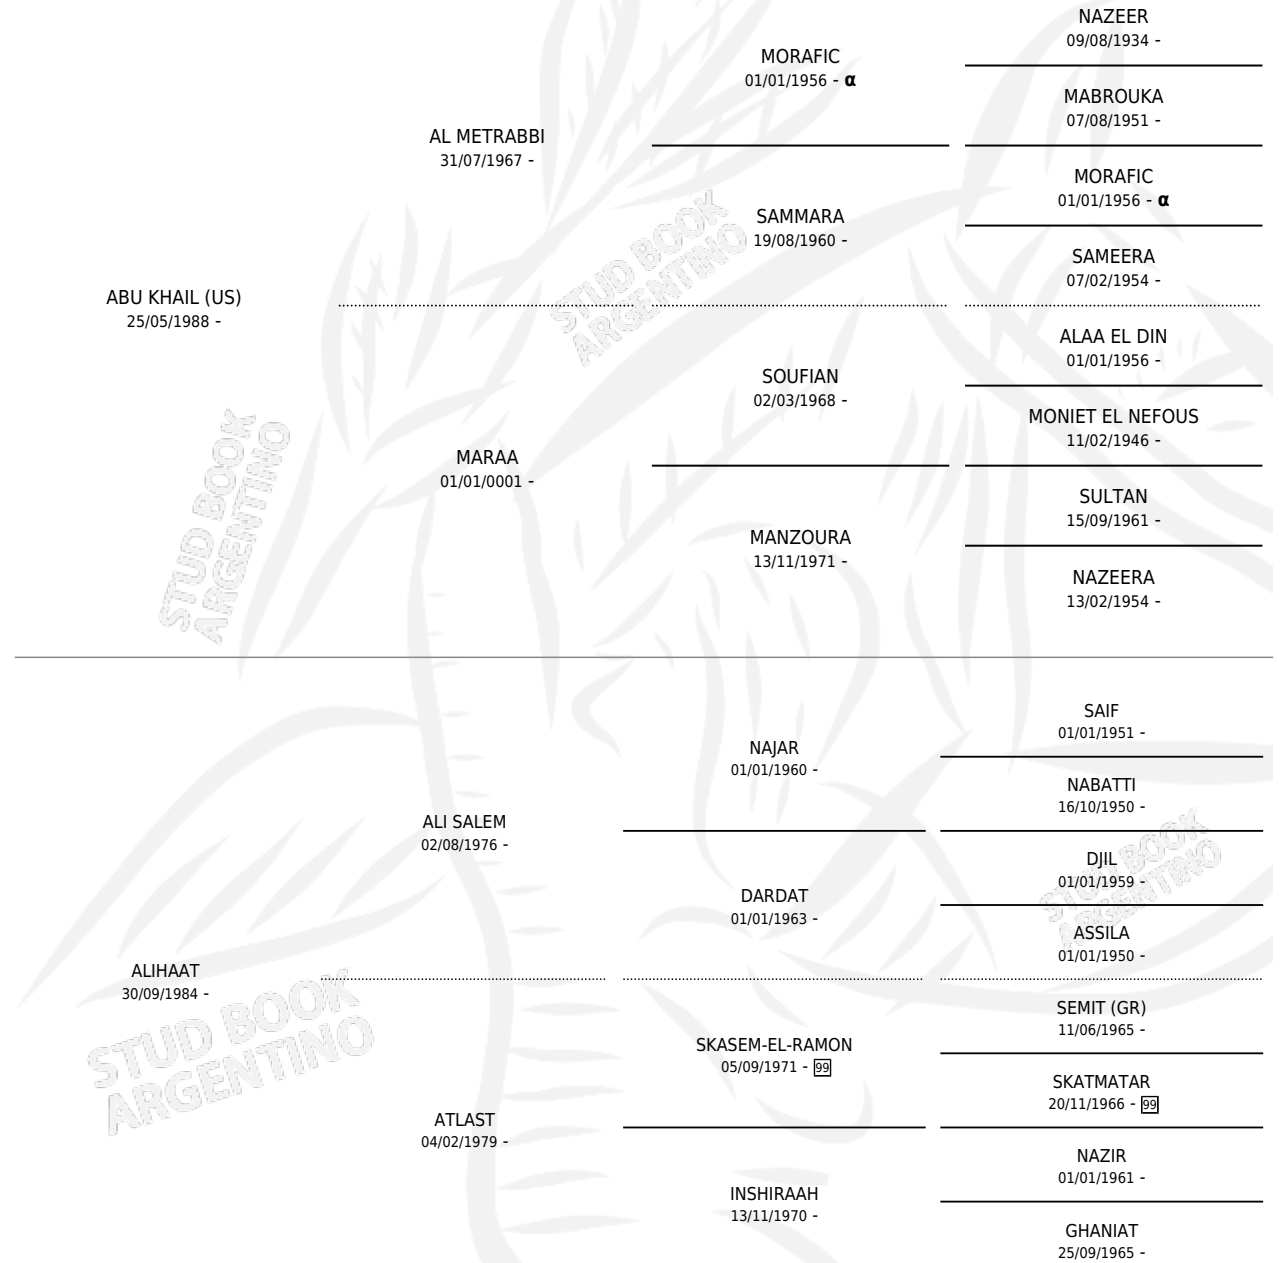 NAZEER
09/08/1934 -
MORAFIC
01/01/1956 - α
MABROUKA
07/08/1951 -
AL METRABBI
31/07/1967 -
MORAFIC
01/01/1956 - α
SAMMARA
19/08/1960 -
SAMEERA
07/02/1954 -
ABU KHAIL (US)
25/05/1988 -
ALAA EL DIN
01/01/1956 -
SOUFIAN
02/03/1968 -
MONIET EL NEFOUS
11/02/1946 -
MARAA
01/01/0001 -
SULTAN
15/09/1961 -
MANZOURA
13/11/1971 -
NAZEERA
13/02/1954 -
SAIF
01/01/1951 -
NAJAR
01/01/1960 -
NABATTI
16/10/1950 -
ALI SALEM
02/08/1976 -
DJIL
01/01/1959 -
DARDAT
01/01/1963 -
ASSILA
01/01/1950 -
ALIHAAT
30/09/1984 -
SEMIT (GR)
11/06/1965 -
SKASEM-EL-RAMON
05/09/1971 - 99
SKATMATAR
20/11/1966 - 99
ATLAST
04/02/1979 -
NAZIR
01/01/1961 -
INSHIRAAH
13/11/1970 -
GHANIAT
25/09/1965 -
STUD BOOK
ARGENTINO
STUD BOOK
ARGENTINO
STUD BOOK
ARGENTINO
STUD BOOK
ARGENTINO